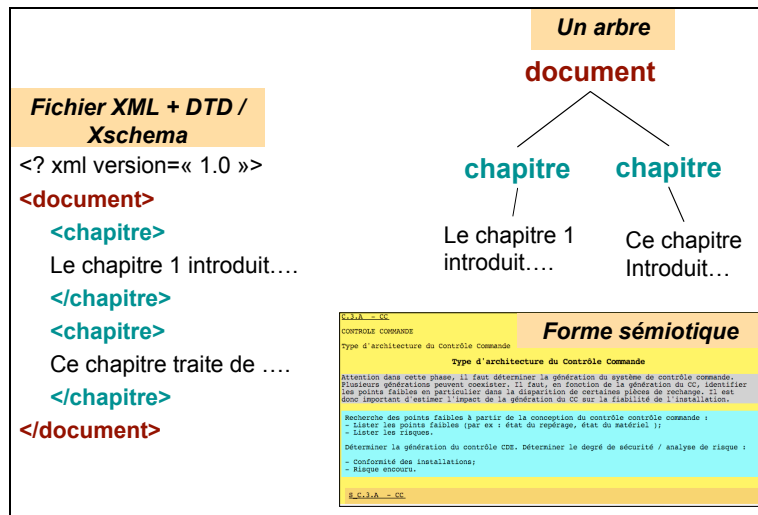 Un arbre
document
chapitre chapitre
Le chapitre 1
introduit….
Ce chapitre
Introduit…
Fichier XML + DTD /
Xschema
<? xml version=« 1.0 »>
<document>
<chapitre>
Le chapitre 1 introduit….
</chapitre>
<chapitre>
Ce chapitre traite de ….
</chapitre>
</document>
Forme sémiotique
C.3.A - CC
CONTROLE COMMANDE
Type d'architecture du Contrôle Commande
Type d'architecture du Contrôle Commande
Attention dans cette phase, il faut déterminer la génération du système de contrôle commande.
Plusieurs générations peuvent coexister. Il faut, en fonction de la génération du CC, identifier
les points faibles en particulier dans la disparition de certaines pièces de rechange. Il est
donc important d'estimer l'impact de la génération du CC sur la fiabilité de l'installation.
Recherche des points faibles à partir de la conception du contrôle contrôle commande :
- Lister les points faibles (par ex : état du repérage, état du matériel );
- Lister les risques.
Déterminer la génération du contrôle CDE. Déterminer le degré de sécurité / analyse de risque :
- Conformité des installations;
- Risque encouru.
S_C.3.A - CC